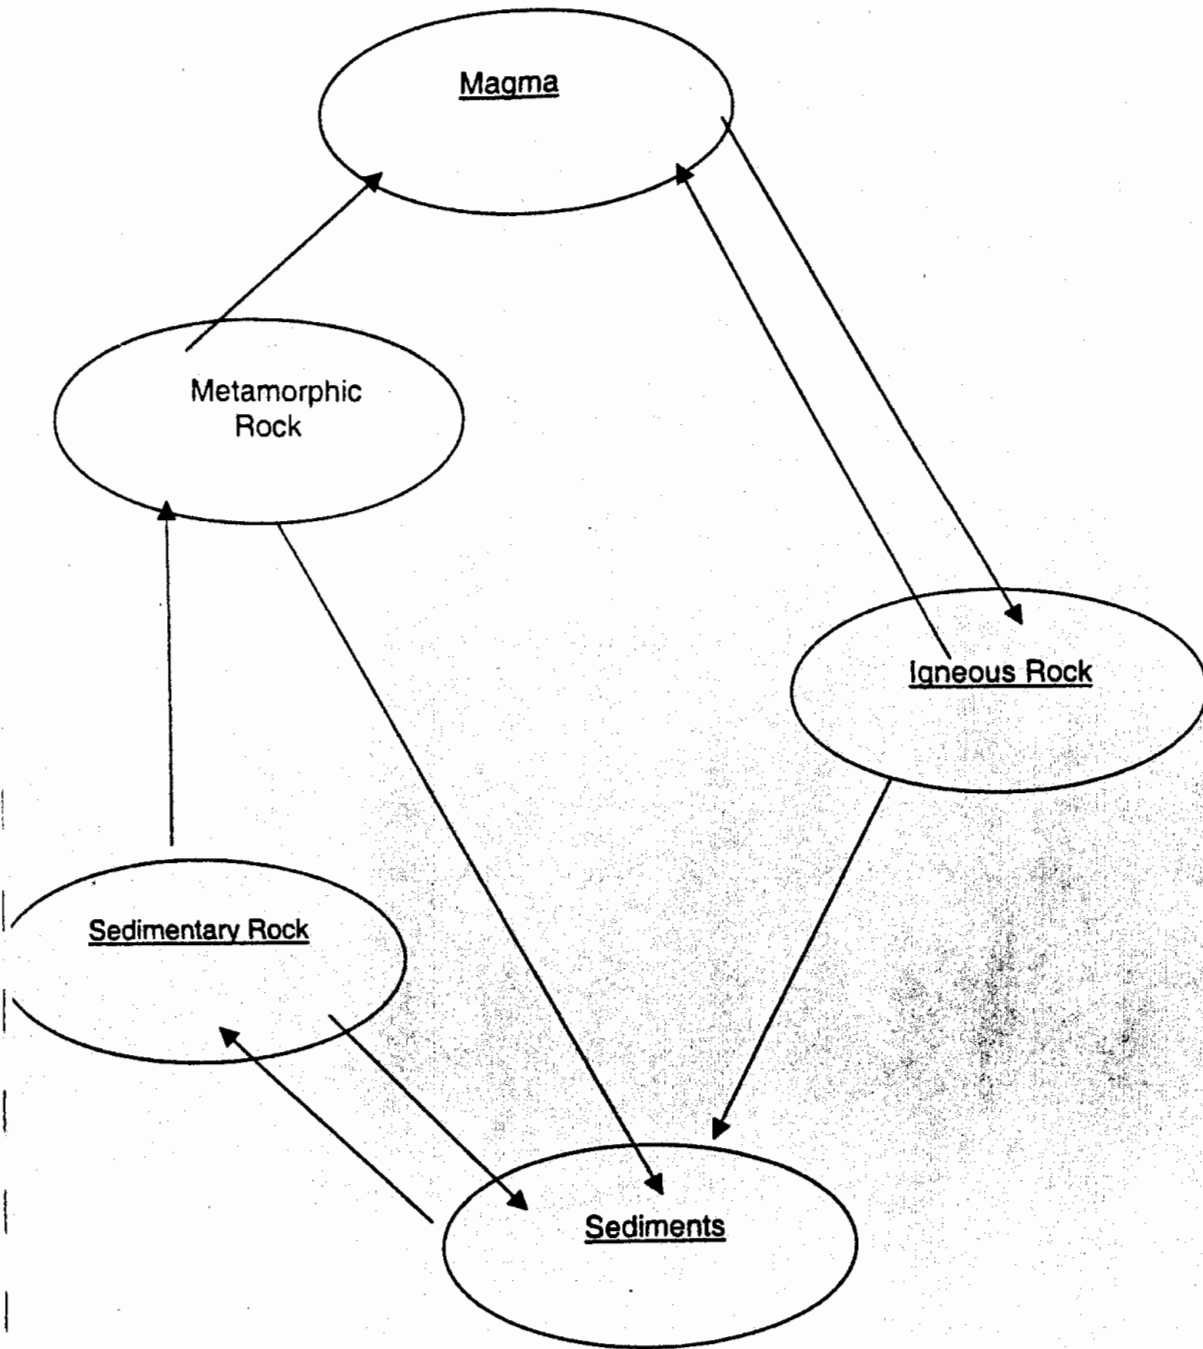 Magma
Metamorphic
Rock
Igneous Rock
Sedimentary Rock
Sediments